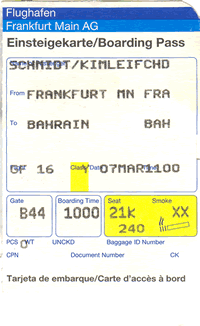 Flughafen
Frankfurt Main AG
Einsteigekarte/Boarding Pass
SCHMIDT/KIMLEIFCHD
From FRANKFURT MN FRA
To BAHRAIN BAH
GF 16 Y 07MAR1100
Gate Boarding Time Seat Smoke
B44 1000 21K XX
240
PCS WT UNCKD Baggage ID Number
CPN Document Number CK
Tarjeta de embarque/Carte d'accès à bord